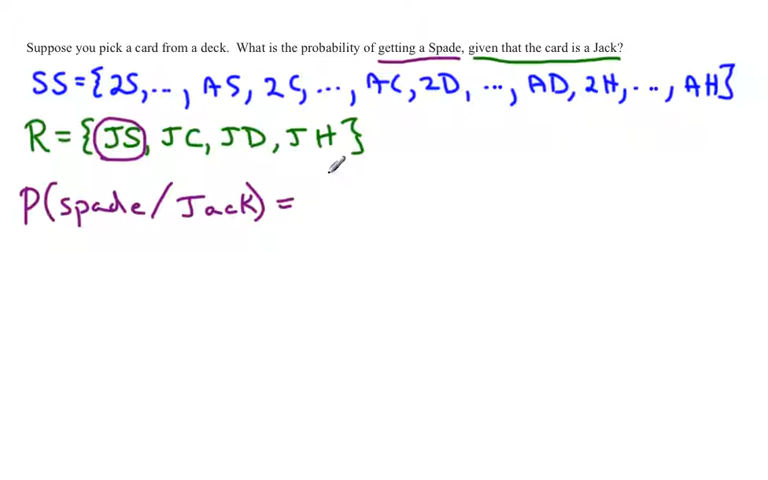 Suppose you pick a card from a deck. What is the probability of getting a Spade, given that the card is a Jack?
SS={2S,..., AS, 2C,..., AC, 2D, ..., AD, 2H, ..., AH}
R={JS, JC, JD, JH}
P(spade/Jack) =